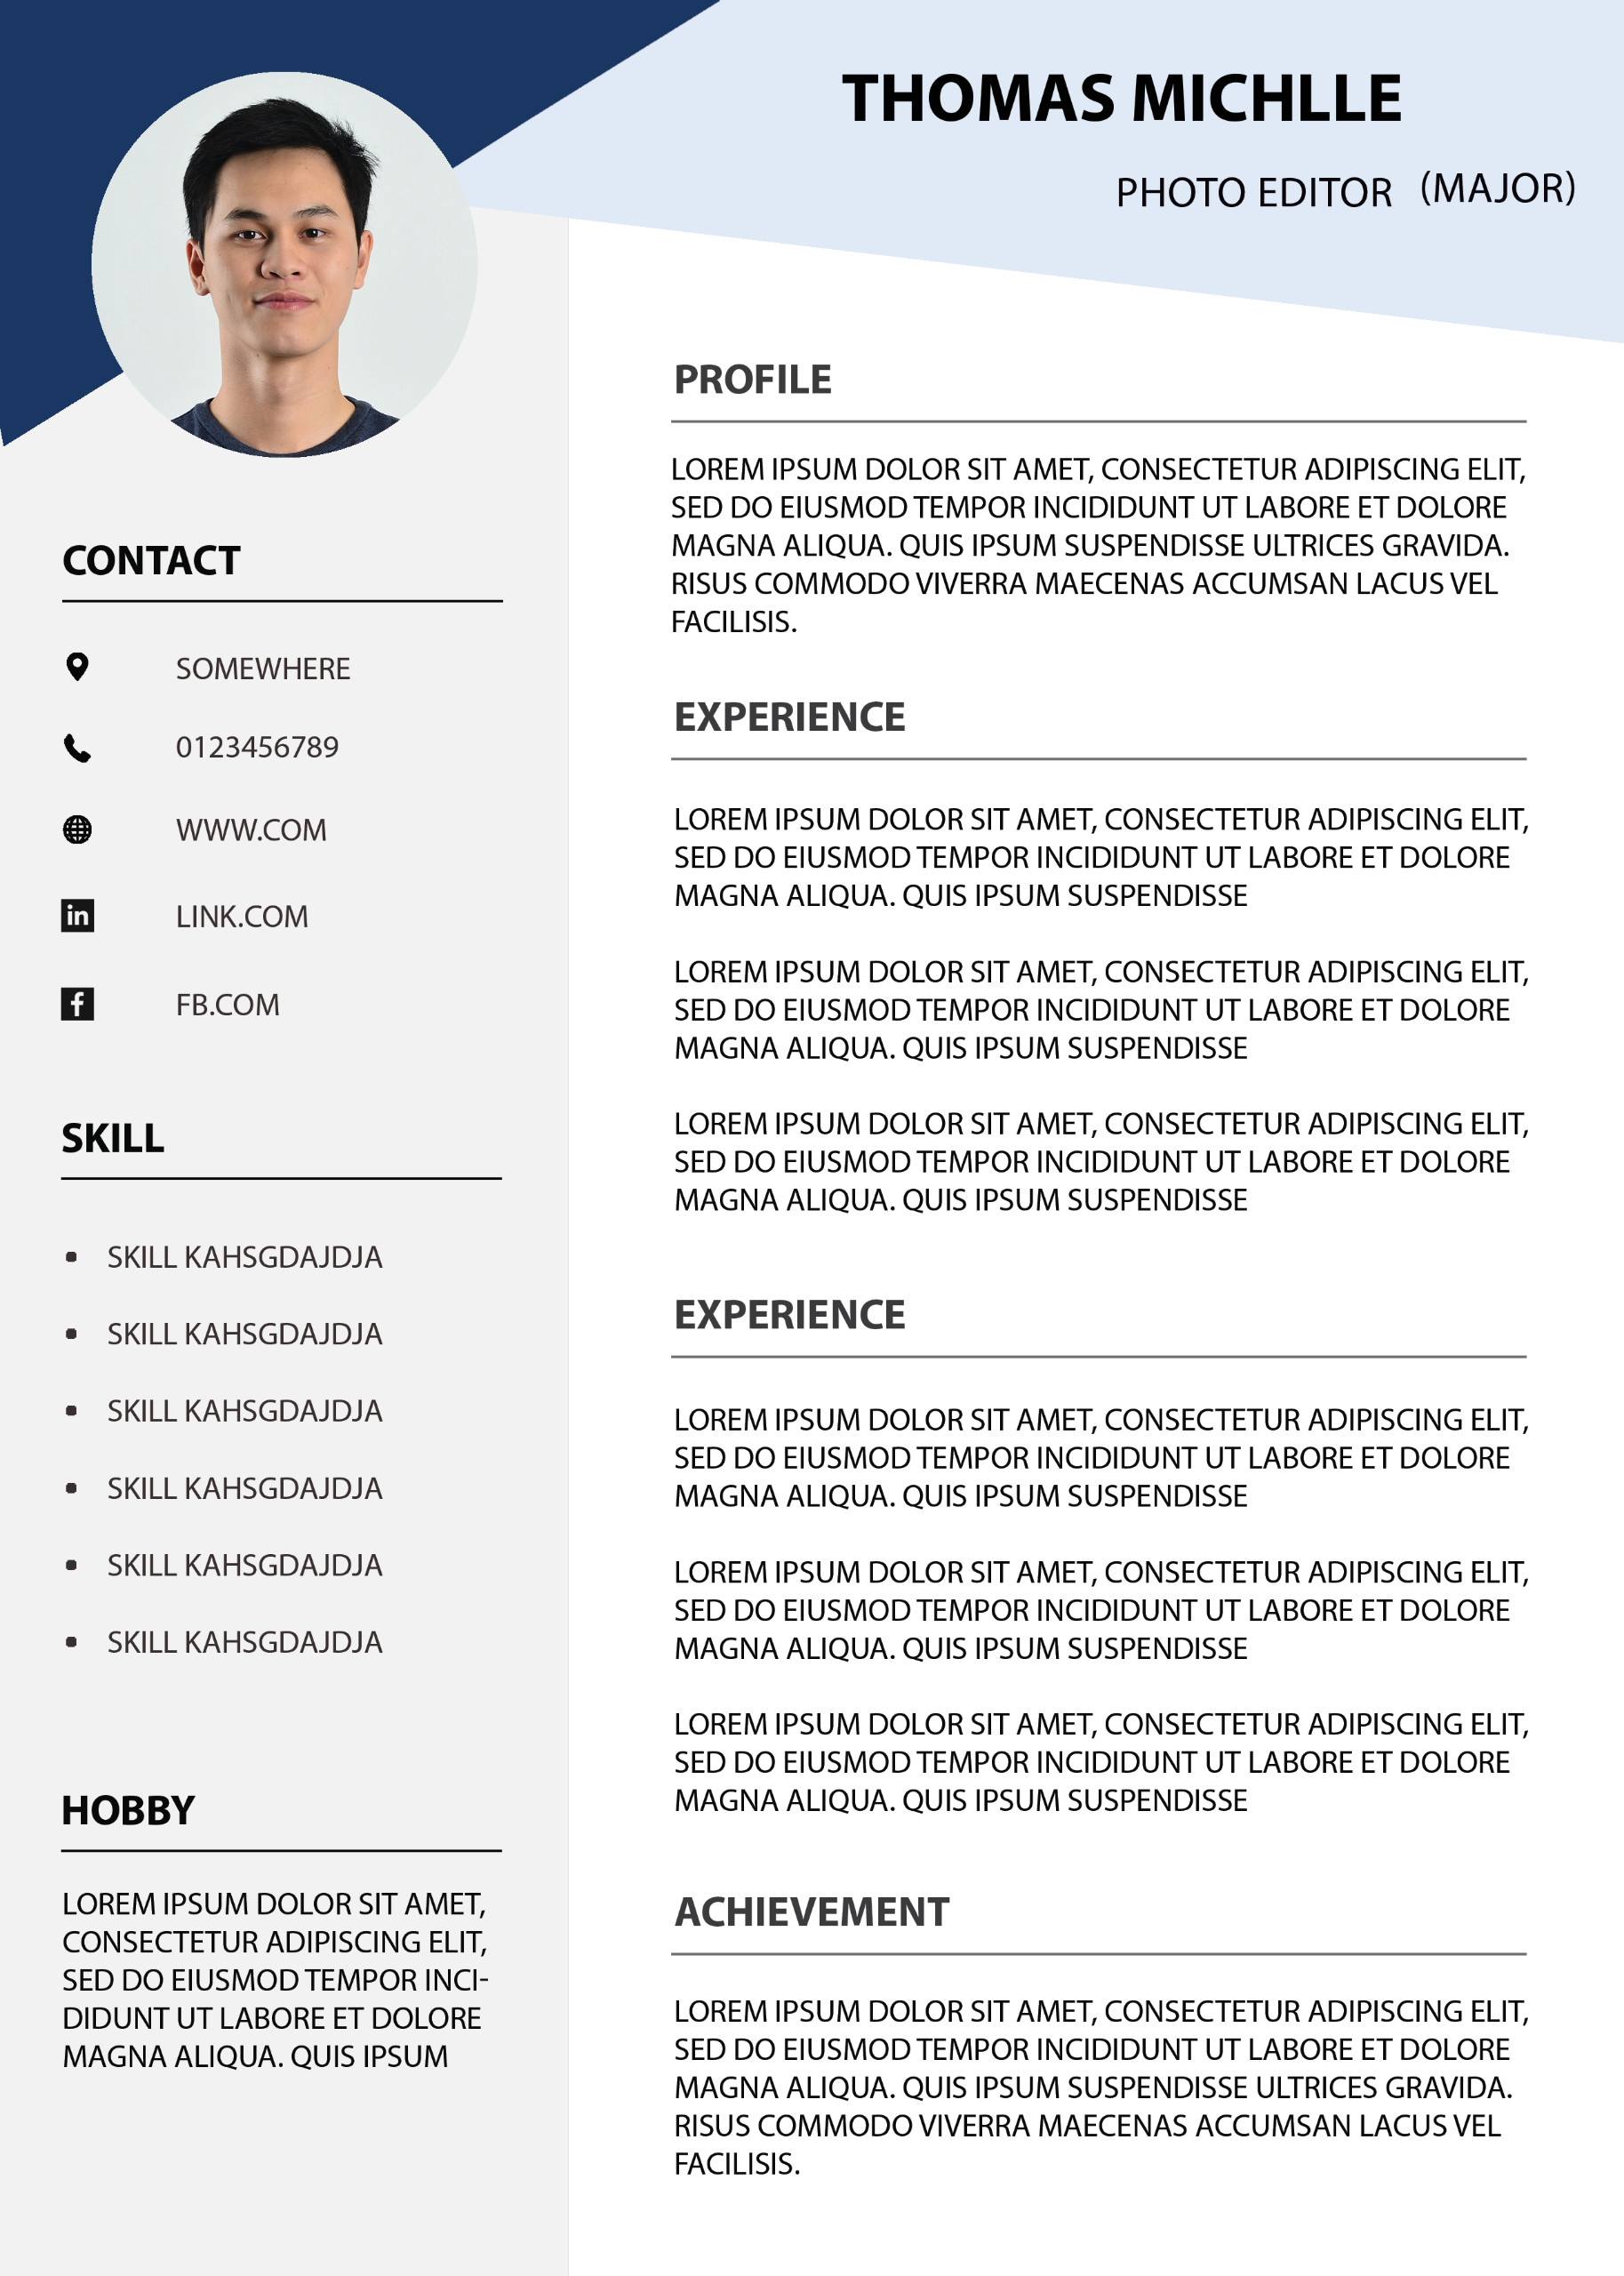 THOMAS MICHLLE
PHOTO EDITOR (MAJOR)
CONTACT
SOMEWHERE
0123456789
WWW.COM
in LINK.COM
f FB.COM
SKILL
• SKILL KAHSGDAJDJA
• SKILL KAHSGDAJDJA
• SKILL KAHSGDAJDJA
• SKILL KAHSGDAJDJA
• SKILL KAHSGDAJDJA
• SKILL KAHSGDAJDJA
HOBBY
LOREM IPSUM DOLOR SIT AMET,
CONSECTETUR ADIPISCING ELIT,
SED DO EIUSMOD TEMPOR INCI-
DIDUNT UT LABORE ET DOLORE
MAGNA ALIQUA. QUIS IPSUM
PROFILE
LOREM IPSUM DOLOR SIT AMET, CONSECTETUR ADIPISCING ELIT,
SED DO EIUSMOD TEMPOR INCIDIDUNT UT LABORE ET DOLORE
MAGNA ALIQUA. QUIS IPSUM SUSPENDISSE ULTRICES GRAVIDA.
RISUS COMMODO VIVERRA MAECENAS ACCUMSAN LACUS VEL
FACILISIS.
EXPERIENCE
LOREM IPSUM DOLOR SIT AMET, CONSECTETUR ADIPISCING ELIT,
SED DO EIUSMOD TEMPOR INCIDIDUNT UT LABORE ET DOLORE
MAGNA ALIQUA. QUIS IPSUM SUSPENDISSE
LOREM IPSUM DOLOR SIT AMET, CONSECTETUR ADIPISCING ELIT,
SED DO EIUSMOD TEMPOR INCIDIDUNT UT LABORE ET DOLORE
MAGNA ALIQUA. QUIS IPSUM SUSPENDISSE
LOREM IPSUM DOLOR SIT AMET, CONSECTETUR ADIPISCING ELIT,
SED DO EIUSMOD TEMPOR INCIDIDUNT UT LABORE ET DOLORE
MAGNA ALIQUA. QUIS IPSUM SUSPENDISSE
EXPERIENCE
LOREM IPSUM DOLOR SIT AMET, CONSECTETUR ADIPISCING ELIT,
SED DO EIUSMOD TEMPOR INCIDIDUNT UT LABORE ET DOLORE
MAGNA ALIQUA. QUIS IPSUM SUSPENDISSE
LOREM IPSUM DOLOR SIT AMET, CONSECTETUR ADIPISCING ELIT,
SED DO EIUSMOD TEMPOR INCIDIDUNT UT LABORE ET DOLORE
MAGNA ALIQUA. QUIS IPSUM SUSPENDISSE
LOREM IPSUM DOLOR SIT AMET, CONSECTETUR ADIPISCING ELIT,
SED DO EIUSMOD TEMPOR INCIDIDUNT UT LABORE ET DOLORE
MAGNA ALIQUA. QUIS IPSUM SUSPENDISSE
ACHIEVEMENT
LOREM IPSUM DOLOR SIT AMET, CONSECTETUR ADIPISCING ELIT,
SED DO EIUSMOD TEMPOR INCIDIDUNT UT LABORE ET DOLORE
MAGNA ALIQUA. QUIS IPSUM SUSPENDISSE ULTRICES GRAVIDA.
RISUS COMMODO VIVERRA MAECENAS ACCUMSAN LACUS VEL
FACILISIS.